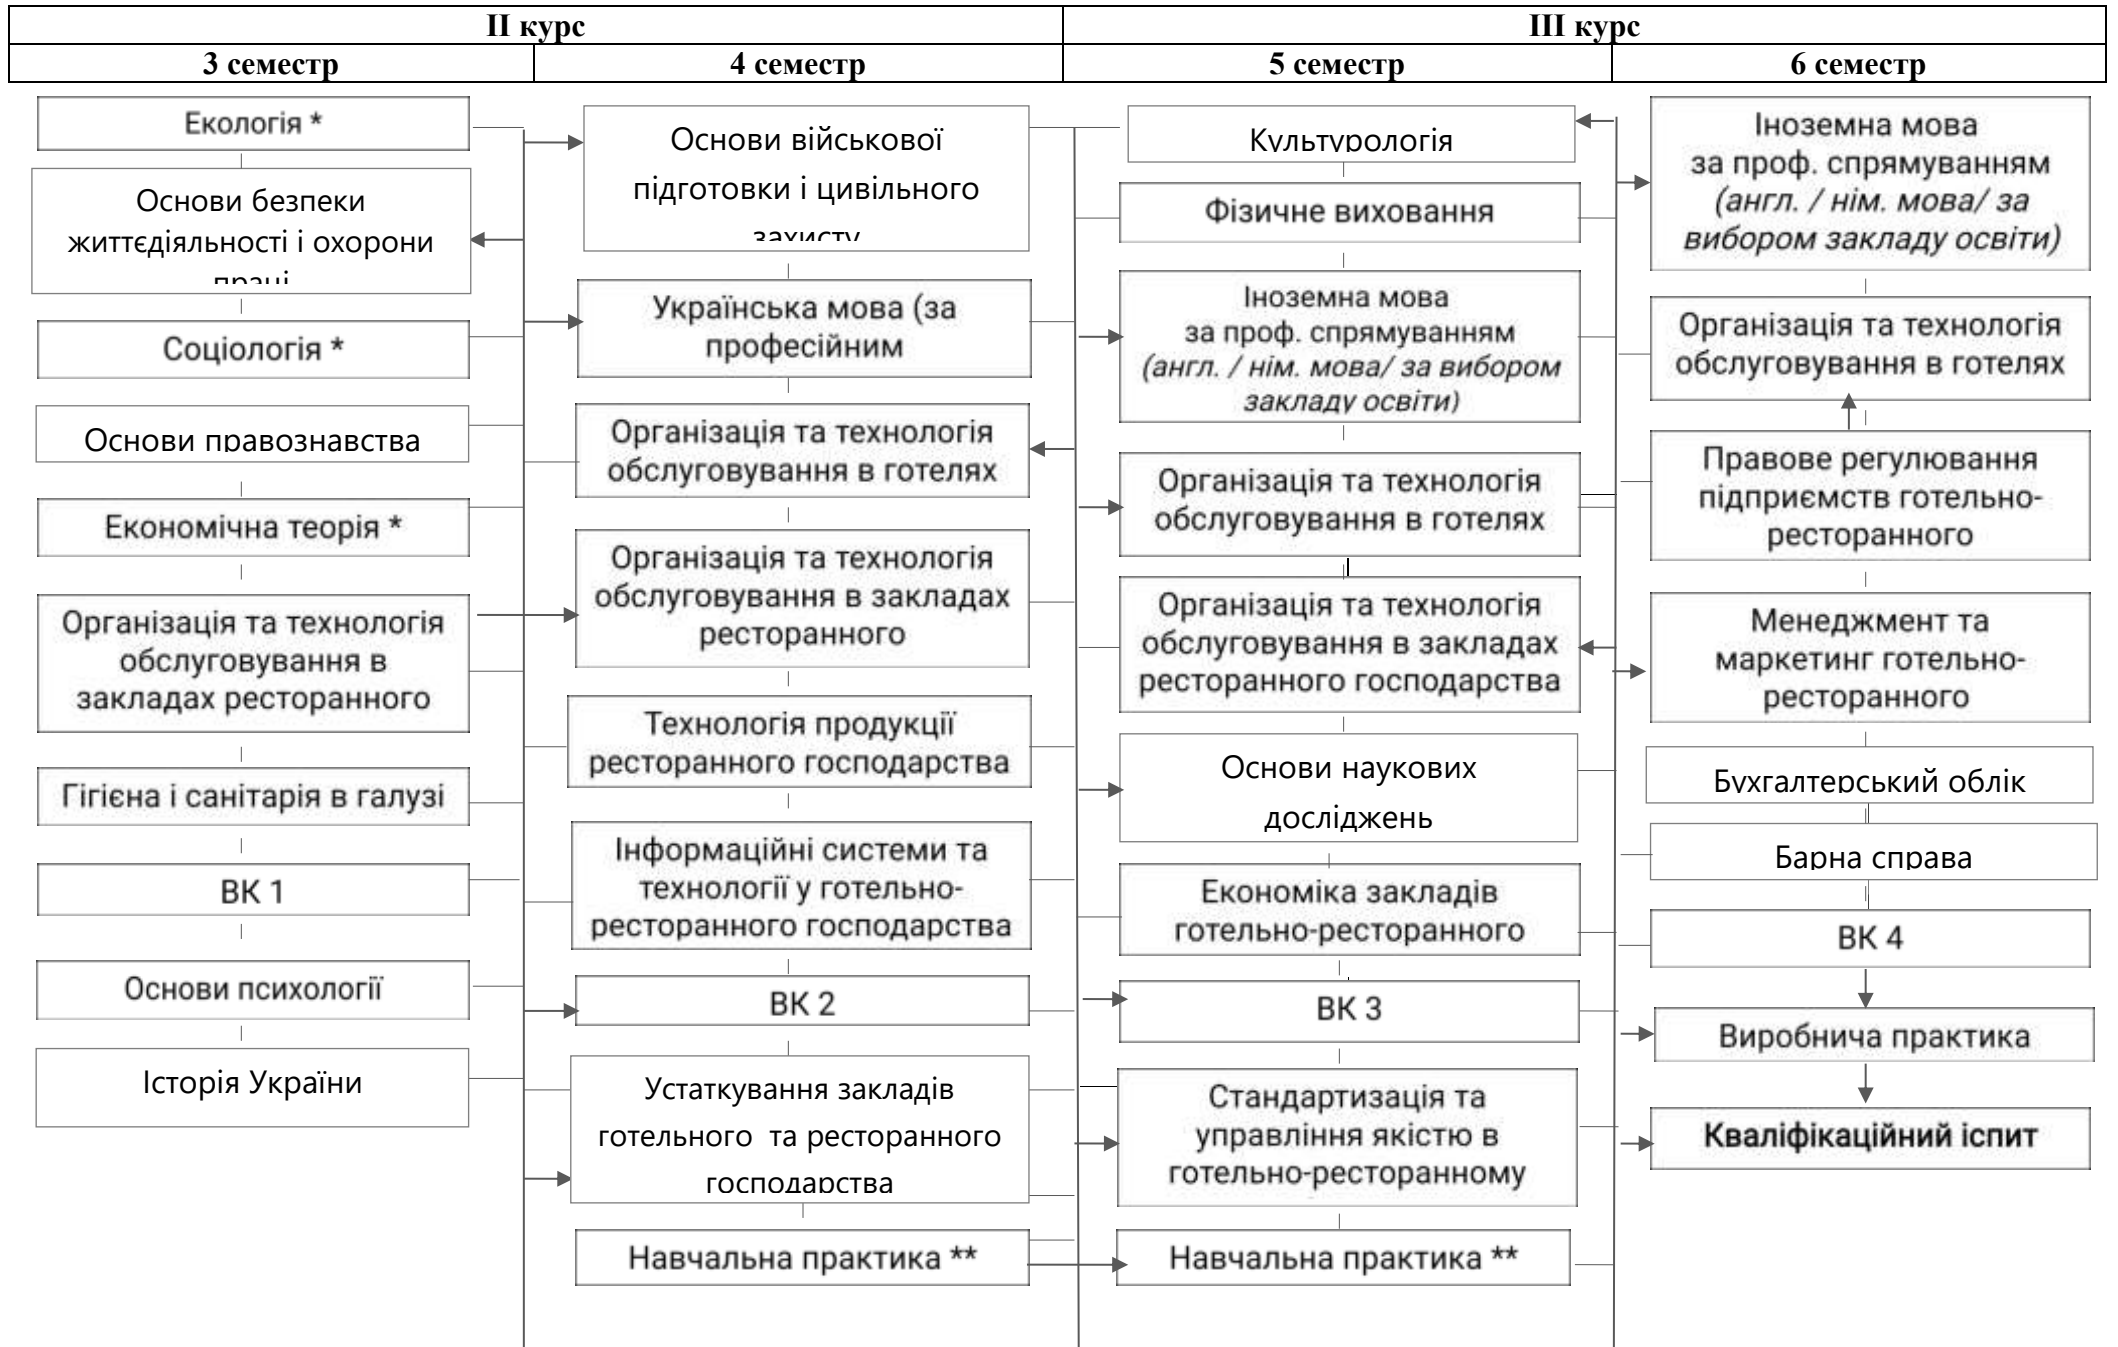 II курс
III курс
3 семестр
4 семестр
5 семестр
6 семестр
Екологія *
Основи безпеки
життєдіяльності і охорони
праці
Соціологія *
Основи правознавства
Економічна теорія *
Організація та технологія
обслуговування в
закладах ресторанного
Гігієна і санітарія в галузі
ВК 1
Основи психології
Історія України
Основи військової
підготовки і цивільного
захисту
Українська мова (за
професійним
Організація та технологія
обслуговування в готелях
Організація та технологія
обслуговування в закладах
ресторанного
Технологія продукції
ресторанного господарства
Інформаційні системи та
технології у готельно-
ресторанного господарства
ВК 2
Устаткування закладів
готельного та ресторанного
господарства
Навчальна практика **
Культурологія
Фізичне виховання
Іноземна мова
за проф. спрямуванням
(англ. / нім. мова/ за вибором
закладу освіти)
Організація та технологія
обслуговування в готелях
Організація та технологія
обслуговування в закладах
ресторанного господарства
Основи наукових
досліджень
Економіка закладів
готельно-ресторанного
ВК 3
Стандартизація та
управління якістю в
готельно-ресторанному
Навчальна практика **
Іноземна мова
за проф. спрямуванням
(англ. / нім. мова/ за
вибором закладу освіти)
Організація та технологія
обслуговування в готелях
Правове регулювання
підприємств готельно-
ресторанного
Менеджмент та
маркетинг готельно-
ресторанного
Бухгалтерський облік
Барна справа
ВК 4
Виробнича практика
Кваліфікаційний іспит